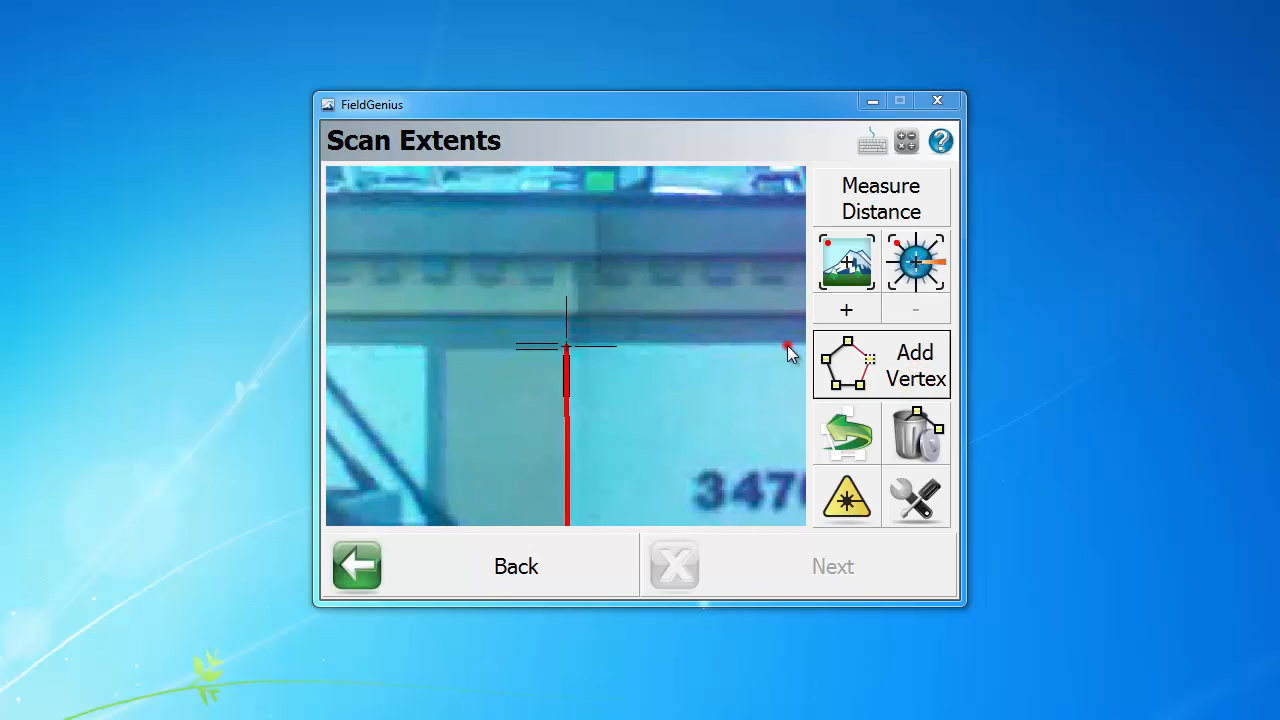 FieldGenius
Scan Extents
Measure
Distance
+
-
Add
Vertex
347
Back
Next